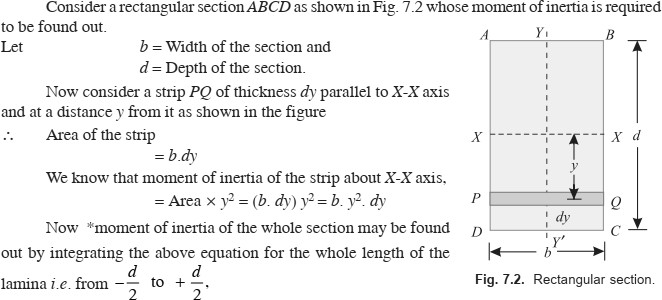 Consider a rectangular section ABCD as shown in Fig. 7.2 whose moment of inertia is required
to be found out.
Let b = Width of the section and
d = Depth of the section.
Now consider a strip PQ of thickness dy parallel to X-X axis
and at a distance y from it as shown in the figure
∴ Area of the strip
= b.dy
We know that moment of inertia of the strip about X-X axis,
= Area × y² = (b. dy) y² = b. y². dy
Now *moment of inertia of the whole section may be found
out by integrating the above equation for the whole length of the
lamina i.e. from −d/2 to +d/2,
A Y B
X X d
y
P Q
dy
D Y′ C
b
Fig. 7.2. Rectangular section.